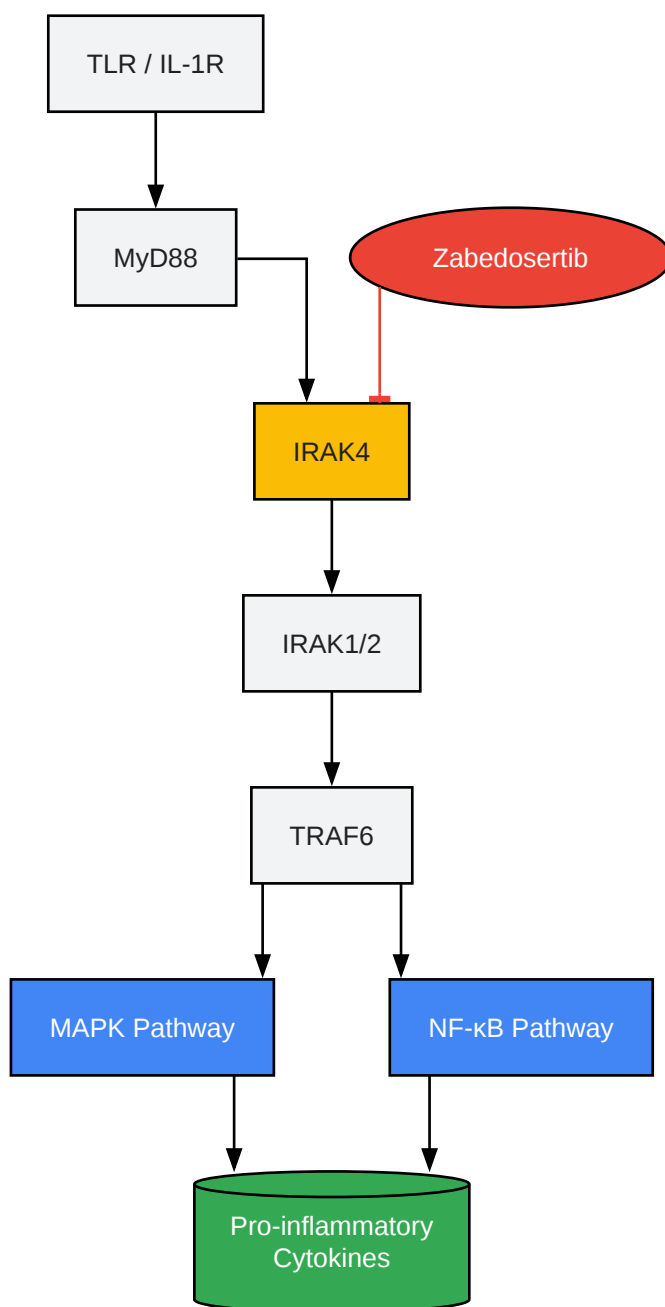 TLR / IL-1R
MyD88
Zabedosertib
IRAK4
IRAK1/2
TRAF6
MAPK Pathway
NF-κB Pathway
Pro-inflammatory
Cytokines